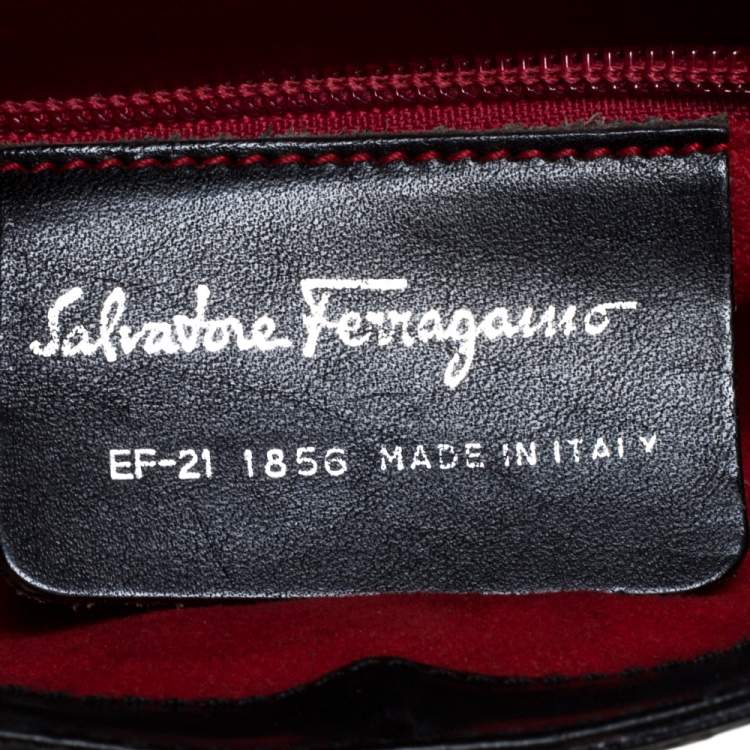 Salvatore Ferragamo
EF-21 1856 MADE IN ITALY